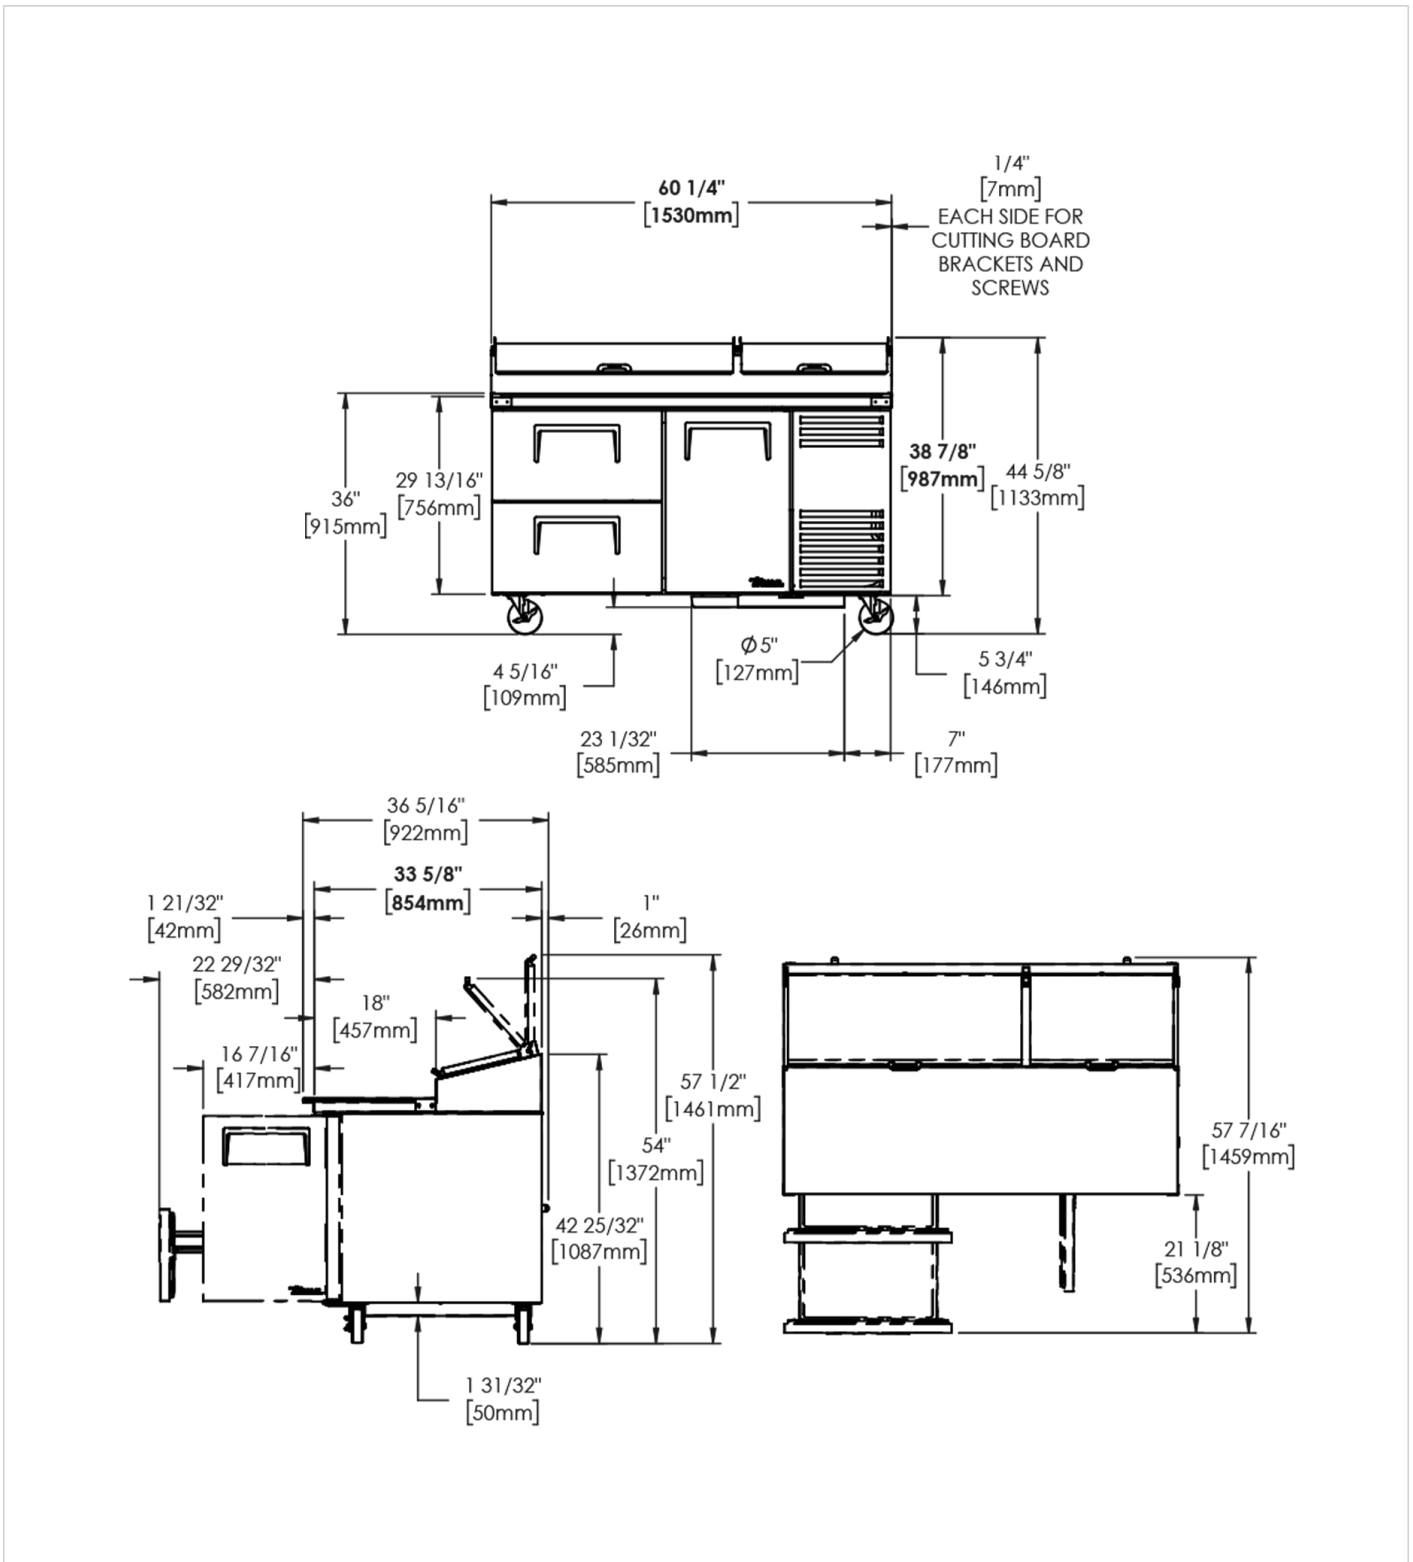 1/4"
[7mm]
EACH SIDE FOR
CUTTING BOARD
BRACKETS AND
SCREWS
60 1/4"
[1530mm]
38 7/8"
[987mm]
44 5/8"
[1133mm]
29 13/16"
[756mm]
36"
[915mm]
True
Ø5"
[127mm]
4 5/16"
[109mm]
5 3/4"
[146mm]
23 1/32"
[585mm]
7"
[177mm]
36 5/16"
[922mm]
33 5/8"
[854mm]
1 21/32"
[42mm]
1"
[26mm]
22 29/32"
[582mm]
18"
[457mm]
16 7/16"
[417mm]
57 1/2"
[1461mm]
54"
[1372mm]
42 25/32"
[1087mm]
True
1 31/32"
[50mm]
57 7/16"
[1459mm]
21 1/8"
[536mm]